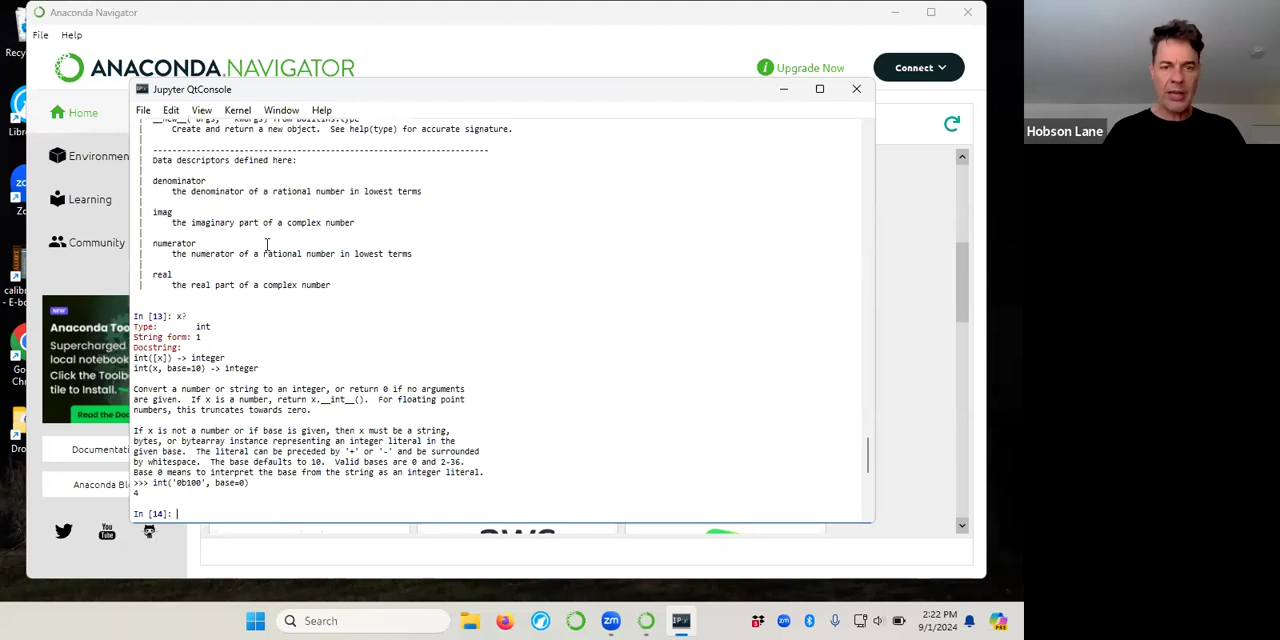 Anaconda Navigator
File Help
ANACONDA.NAVIGATOR
Upgrade Now
Connect
Hobson Lane
Jupyter QtConsole
File Edit View Kernel Window Help
Home
Environmen
Learning
Community
NEW
Anaconda Too
Supercharged
local notebook
Click the Toolb
tile to Install.
Read the Doc
Documentati
Anaconda Blo
Create and return a new object. See help(type) for accurate signature.
----------------------------------------------------------------------
Data descriptors defined here:
denominator
the denominator of a rational number in lowest terms
imag
the imaginary part of a complex number
numerator
the numerator of a rational number in lowest terms
real
the real part of a complex number
In [13]: x?
Type: int
String form: 1
Docstring:
int([x]) -> integer
int(x, base=10) -> integer
Convert a number or string to an integer, or return 0 if no arguments
are given. If x is a number, return x.__int__(). For floating point
numbers, this truncates towards zero.
If x is not a number or if base is given, then x must be a string,
bytes, or bytearray instance representing an integer literal in the
given base. The literal can be preceded by '+' or '-' and be surrounded
by whitespace. The base defaults to 10. Valid bases are 0 and 2-36.
Base 0 means to interpret the base from the string as an integer literal.
>>> int('0b100', base=0)
4
In [14]:
Search
2:22 PM
9/1/2024